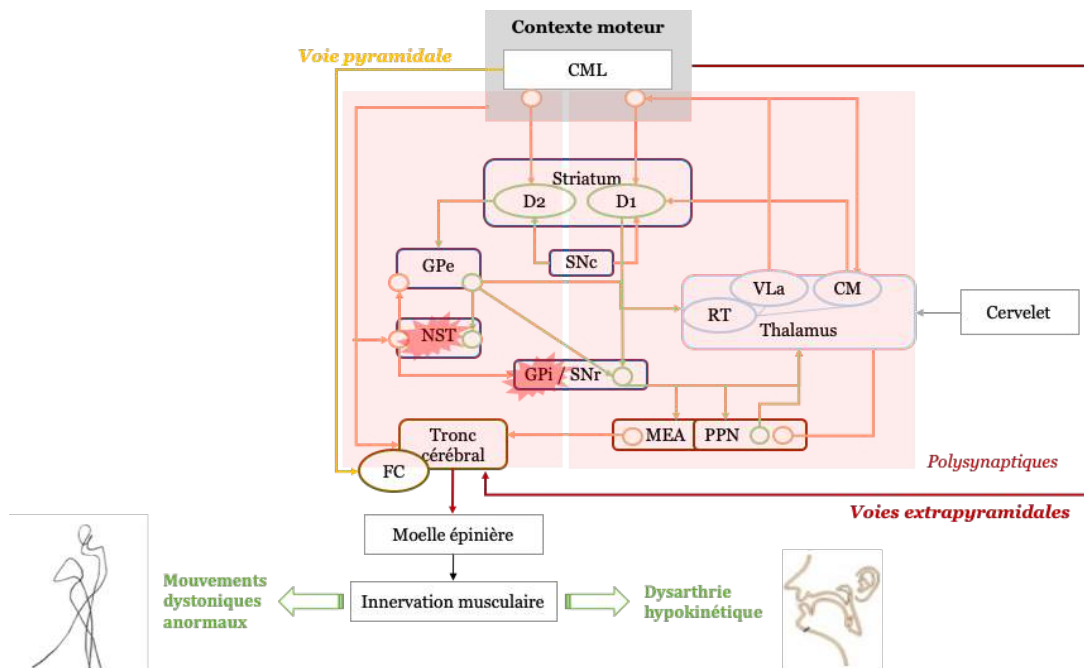 Contexte moteur
Voie pyramidale
CML
Striatum
D2
D1
GPe
SNc
VLa
CM
RT
Thalamus
Cervelet
NST
GPi / SNr
Tronc
cérébral
MEA
PPN
FC
Polysynaptiques
Voies extrapyramidales
Moelle épinière
Mouvements
dystoniques
anormaux
Innervation musculaire
Dysarthrie
hypokinétique